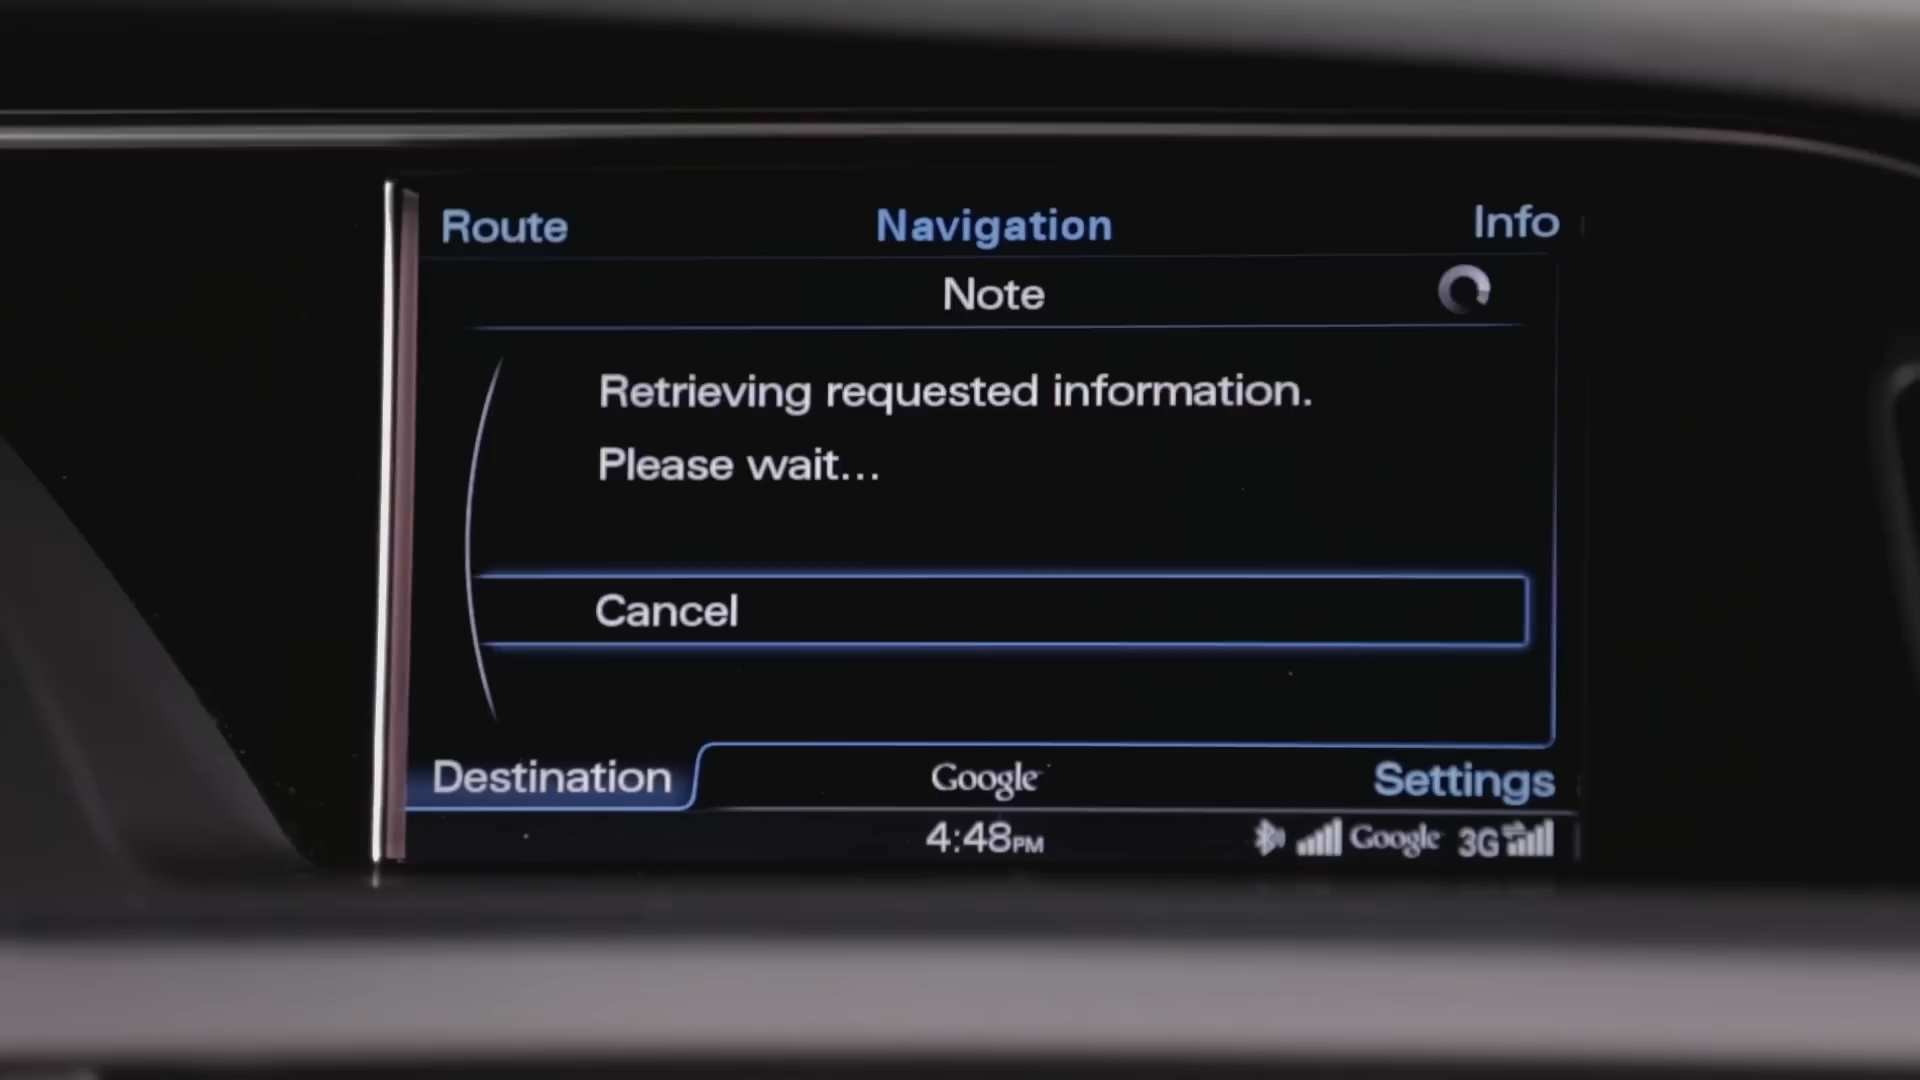 Route Navigation Info
Note
Retrieving requested information.
Please wait...
Cancel
Destination Google Settings
4:48PM Google 3G